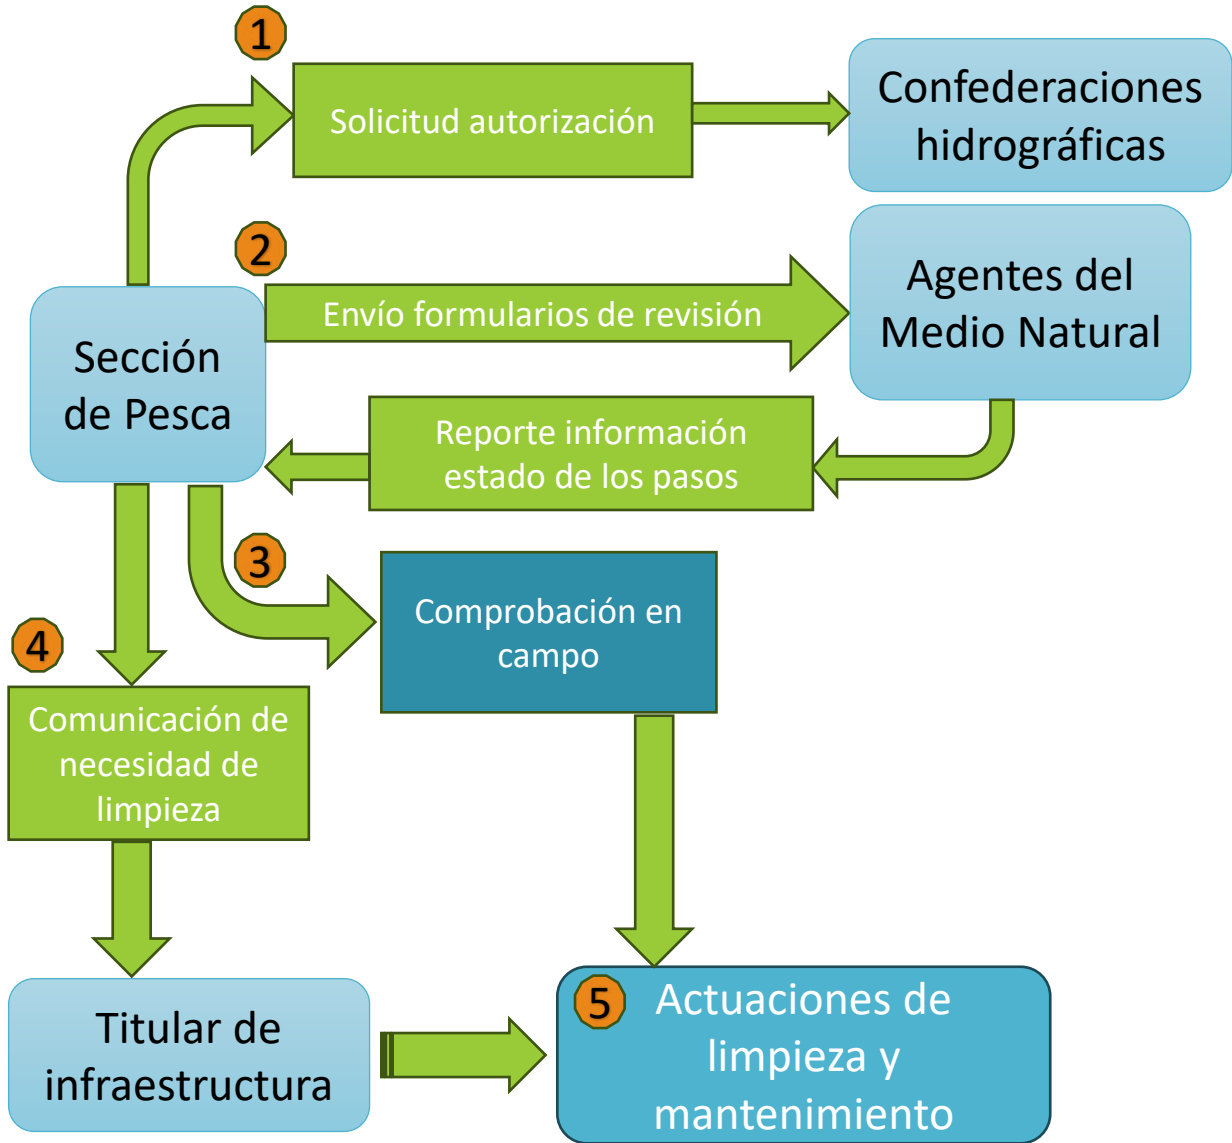 1
Solicitud autorización
Confederaciones
hidrográficas
2
Envío formularios de revisión
Agentes del
Medio Natural
Sección
de Pesca
Reporte información
estado de los pasos
3
Comprobación en
campo
4
Comunicación de
necesidad de
limpieza
Titular de
infraestructura
5
Actuaciones de
limpieza y
mantenimiento